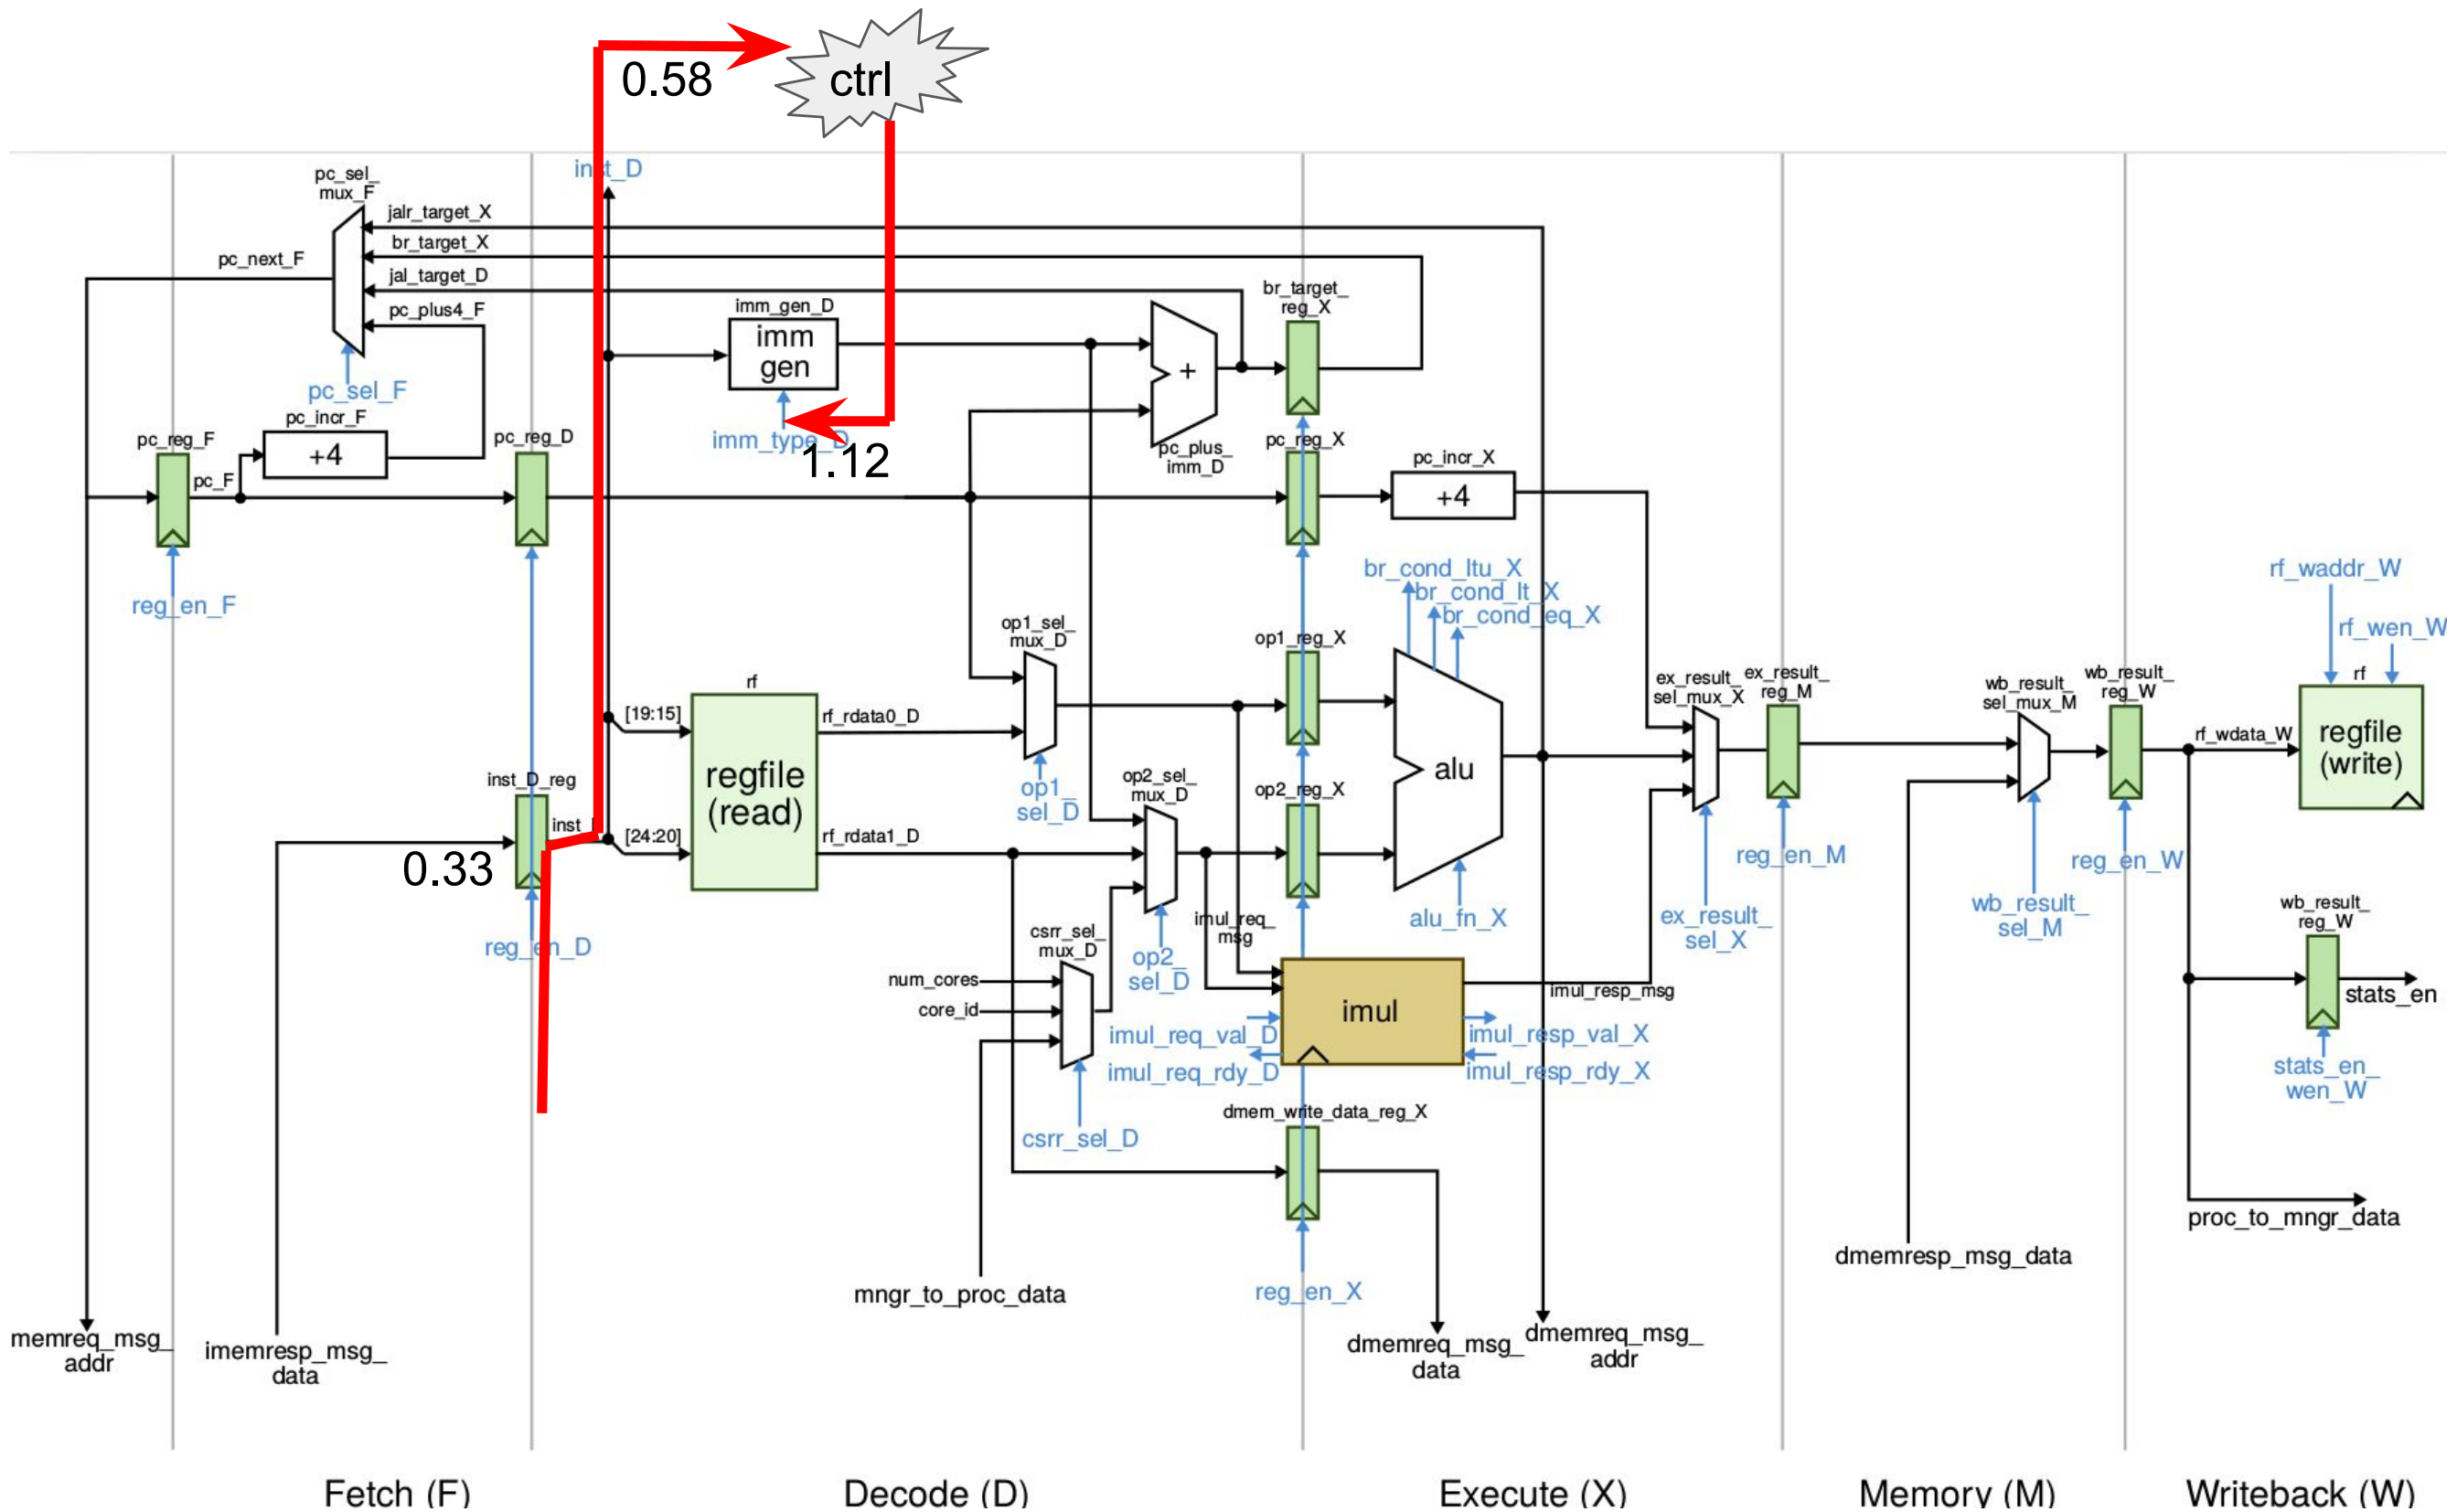 0.58
ctrl
inst_D
pc_sel_
mux_F
jalr_target_X
br_target_X
pc_next_F
jal_target_D
pc_plus4_F
pc_sel_F
pc_incr_F
+4
pc_reg_F
pc_F
reg_en_F
pc_reg_D
imm_gen_D
imm
gen
imm_type_D
1.12
+
pc_plus_
imm_D
br_target_
reg_X
pc_reg_X
pc_incr_X
+4
br_cond_ltu_X
br_cond_lt_X
br_cond_eq_X
rf_waddr_W
rf_wen_W
op1_sel_
mux_D
op1_reg_X
rf
[19:15]
rf_rdata0_D
regfile
(read)
inst_D_reg
[24:20]
rf_rdata1_D
0.33
reg_en_D
op1_
sel_D
op2_sel_
mux_D
op2_reg_X
alu
alu_fn_X
ex_result_
sel_mux_X
ex_result_
reg_M
wb_result_
sel_mux_M
wb_result_
reg_W
rf
rf_wdata_W
regfile
(write)
reg_en_M
reg_en_W
ex_result_
sel_X
wb_result_
sel_M
wb_result_
reg_W
stats_en
stats_en_
wen_W
csrr_sel_
mux_D
op2_
sel_D
imul_req_
msg
num_cores
core_id
imul
imul_resp_msg
imul_req_val_D
imul_resp_val_X
imul_req_rdy_D
imul_resp_rdy_X
csrr_sel_D
dmem_write_data_reg_X
proc_to_mngr_data
dmemresp_msg_data
mngr_to_proc_data
reg_en_X
memreq_msg_
addr
imemresp_msg_
data
dmemreq_msg_
data
dmemreq_msg_
addr
Fetch (F)
Decode (D)
Execute (X)
Memory (M)
Writeback (W)